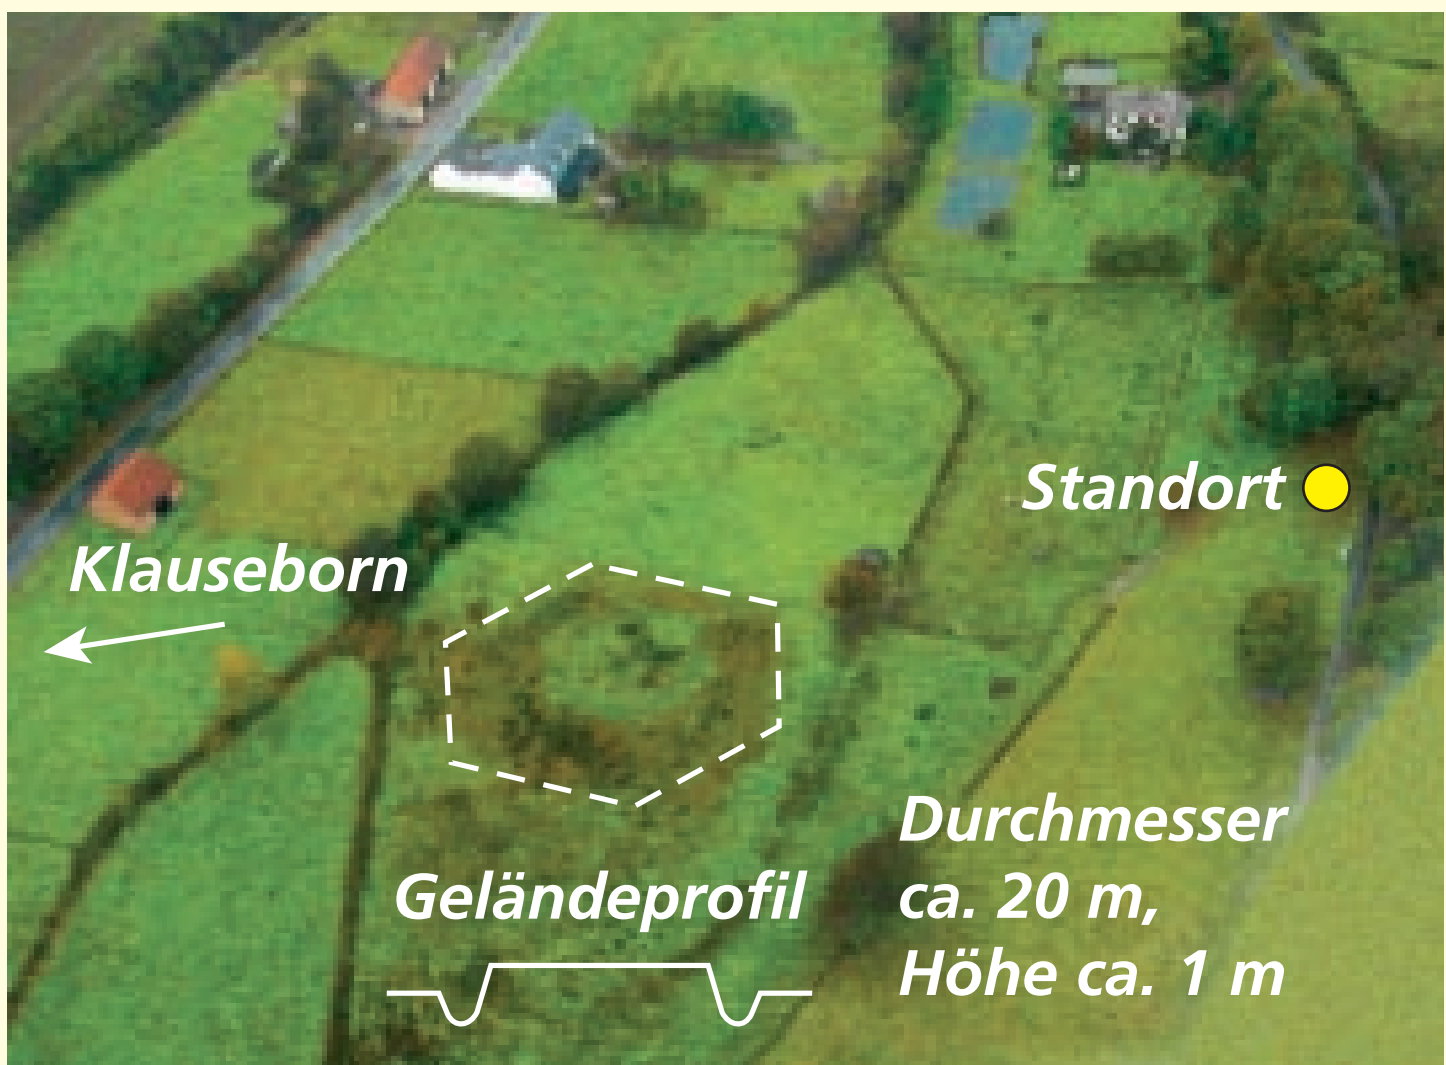 Standort
Klauseborn
Geländeprofil
Durchmesser
ca. 20 m,
Höhe ca. 1 m